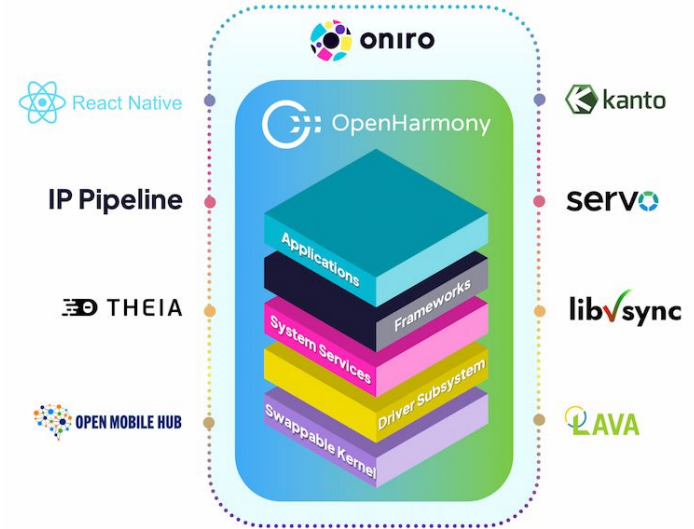 oniro
React Native
IP Pipeline
THEIA
OPEN MOBILE HUB
OpenHarmony
Applications
Frameworks
System Services
Driver Subsystem
Swappable Kernel
kanto
servo
libvsync
LAVA